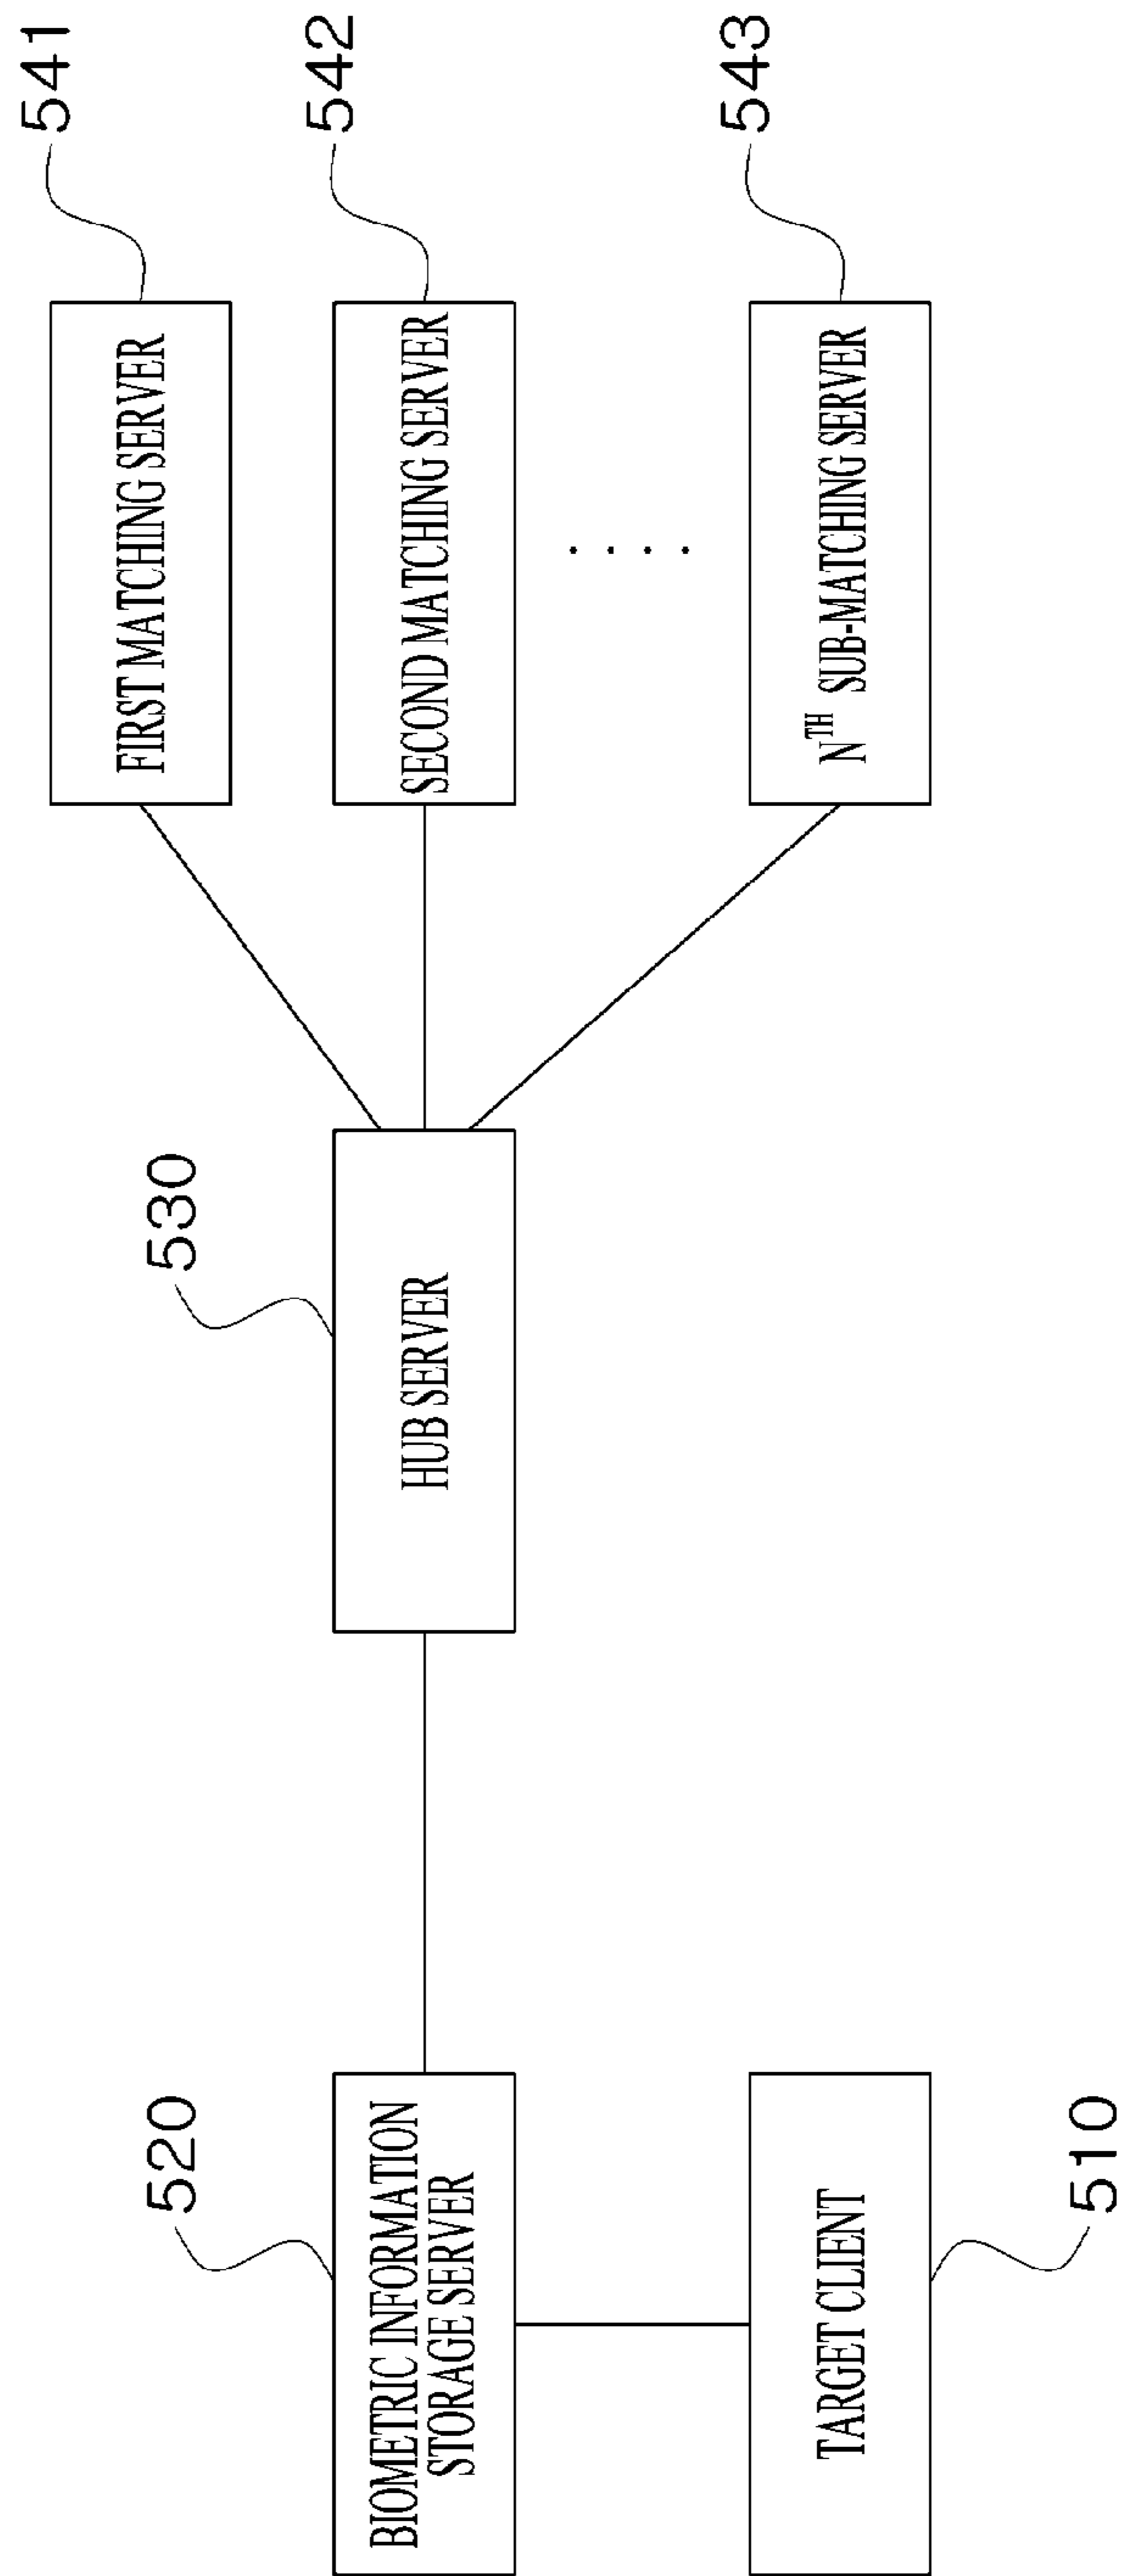 541
FIRST MATCHING SERVER
520
530
542
BIOMETRIC INFORMATION
STORAGE SERVER
HUB SERVER
SECOND MATCHING SERVER
. . . .
543
TARGET CLIENT
N^TH SUB-MATCHING SERVER
510